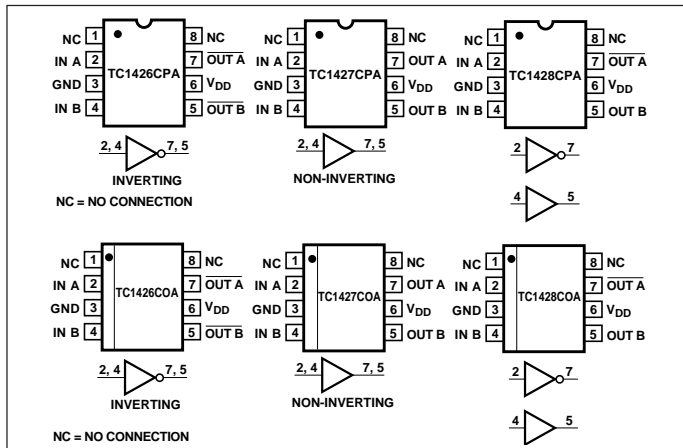 NC 1 TC1426CPA 8 NC
IN A 2 7 OUT A
GND 3 6 VDD
IN B 4 5 OUT B
2, 4 7, 5
INVERTING
NC = NO CONNECTION
NC 1 TC1427CPA 8 NC
IN A 2 7 OUT A
GND 3 6 VDD
IN B 4 5 OUT B
2, 4 7, 5
NON-INVERTING
NC 1 TC1428CPA 8 NC
IN A 2 7 OUT A
GND 3 6 VDD
IN B 4 5 OUT B
2 7
4 5
NC 1 8 NC
IN A 2 TC1426COA 7 OUT A
GND 3 6 VDD
IN B 4 5 OUT B
2, 4 7, 5
INVERTING
NC = NO CONNECTION
NC 1 8 NC
IN A 2 TC1427COA 7 OUT A
GND 3 6 VDD
IN B 4 5 OUT B
2, 4 7, 5
NON-INVERTING
NC 1 8 NC
IN A 2 TC1428COA 7 OUT A
GND 3 6 VDD
IN B 4 5 OUT B
2 7
4 5